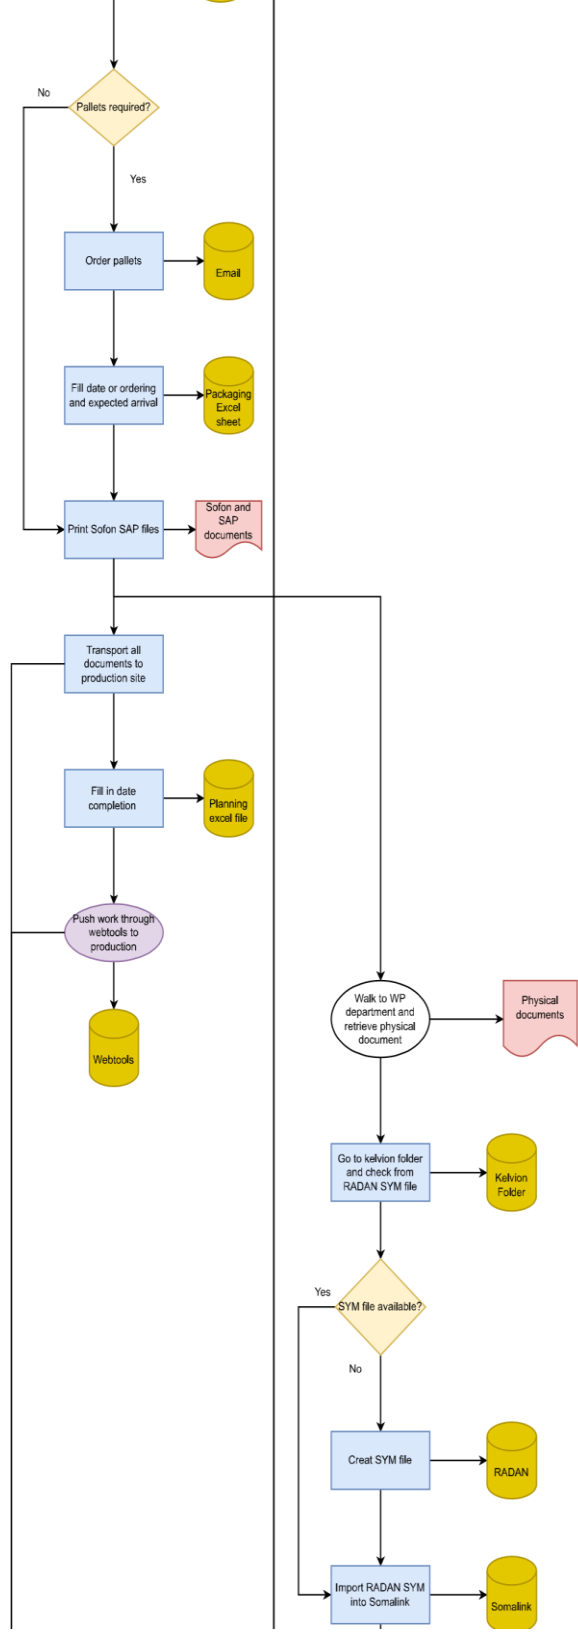 No
Pallets required?
Yes
Order pallets
Email
Fill date or ordering
and expected arrival
Packaging
Excel
sheet
Print Sofon SAP files
Sofon and
SAP
documents
Transport all
documents to
production site
Fill in date
completion
Planning
excel file
Push work through
webtools to
production
Webtools
Walk to WP
department and
retrieve physical
document
Physical
documents
Go to kelvion folder
and check from
RADAN SYM file
Kelvion
Folder
Yes
SYM file available?
No
Creat SYM file
RADAN
Import RADAN SYM
into Somalink
Somalink